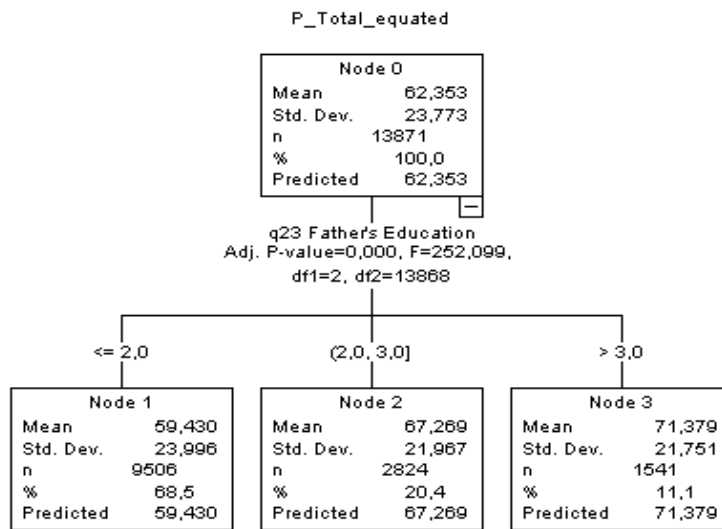 P_Total_equated
Node 0
Mean 62,353
Std. Dev. 23,773
n 13871
% 100,0
Predicted 62,353
q23 Father's Education
Adj. P-value=0,000, F=252,099,
df1=2, df2=13868
<= 2,0
(2,0, 3,0]
> 3,0
Node 1
Mean 59,430
Std. Dev. 23,996
n 9506
% 68,5
Predicted 59,430
Node 2
Mean 67,269
Std. Dev. 21,967
n 2824
% 20,4
Predicted 67,269
Node 3
Mean 71,379
Std. Dev. 21,751
n 1541
% 11,1
Predicted 71,379